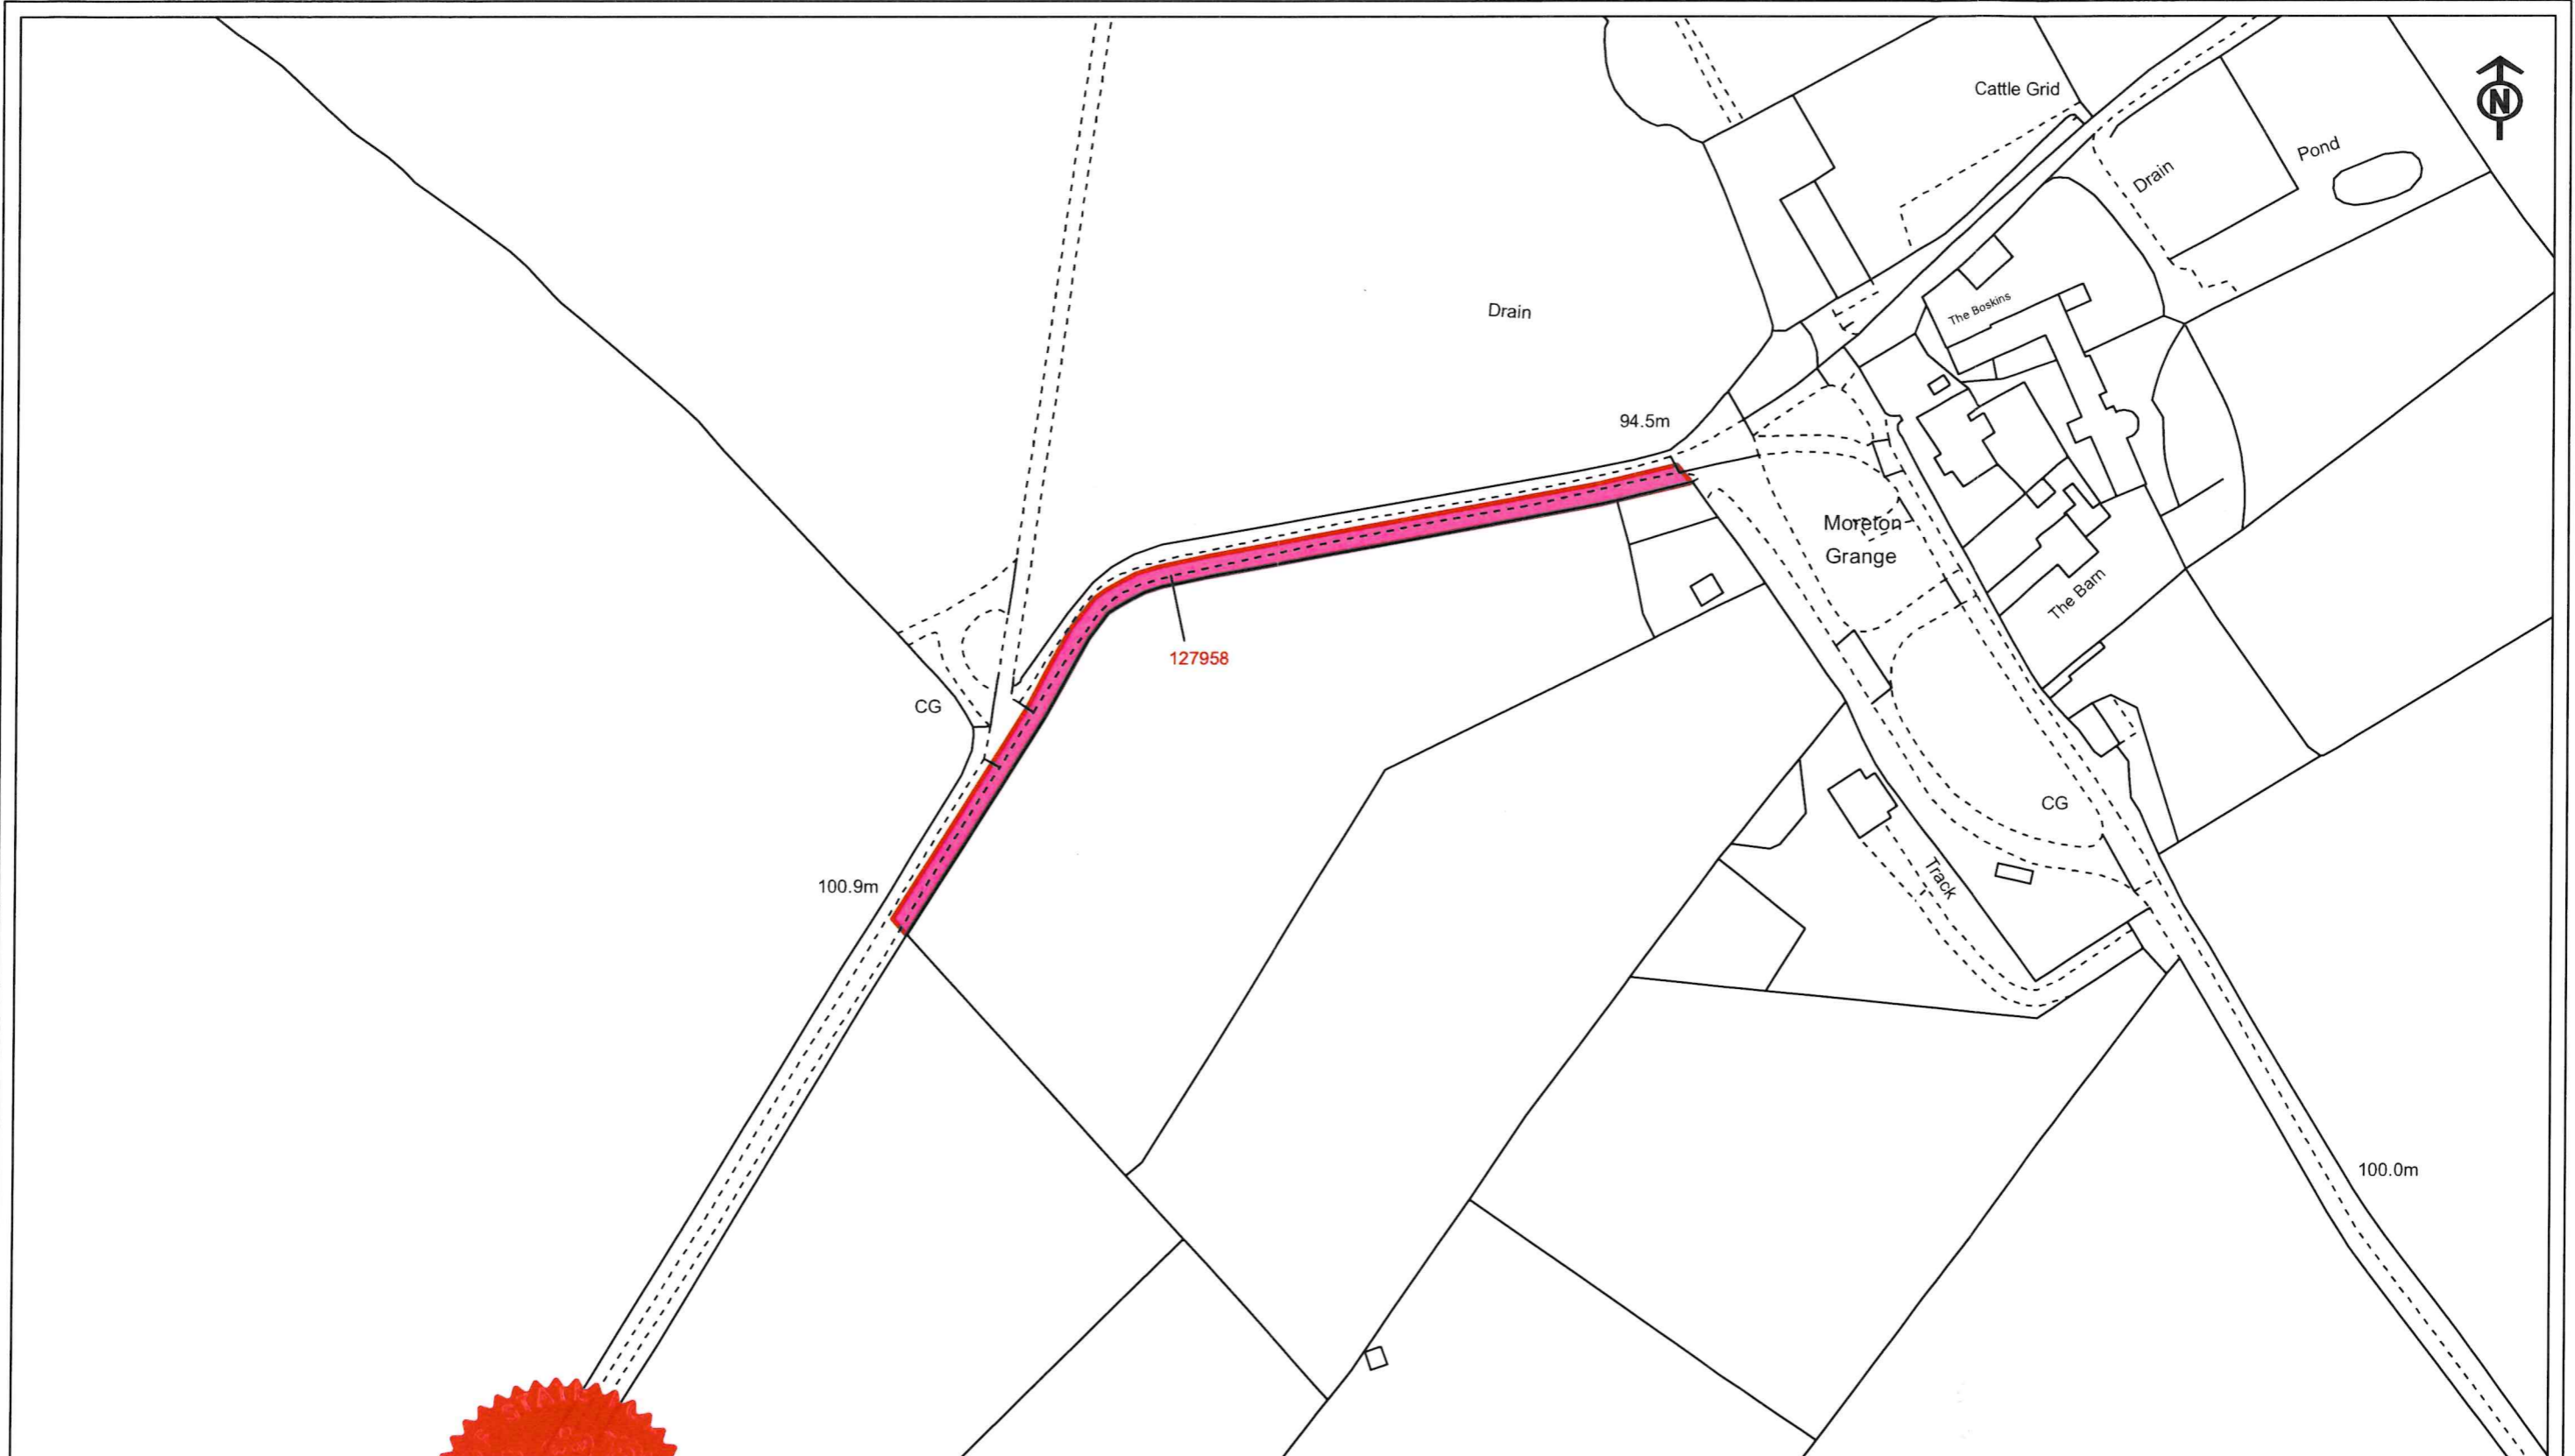 Cattle Grid
N
Pond
Drain
The Boskins
Drain
94.5m
Moreton
Grange
The Barn
127958
CG
CG
100.9m
Track
100.0m